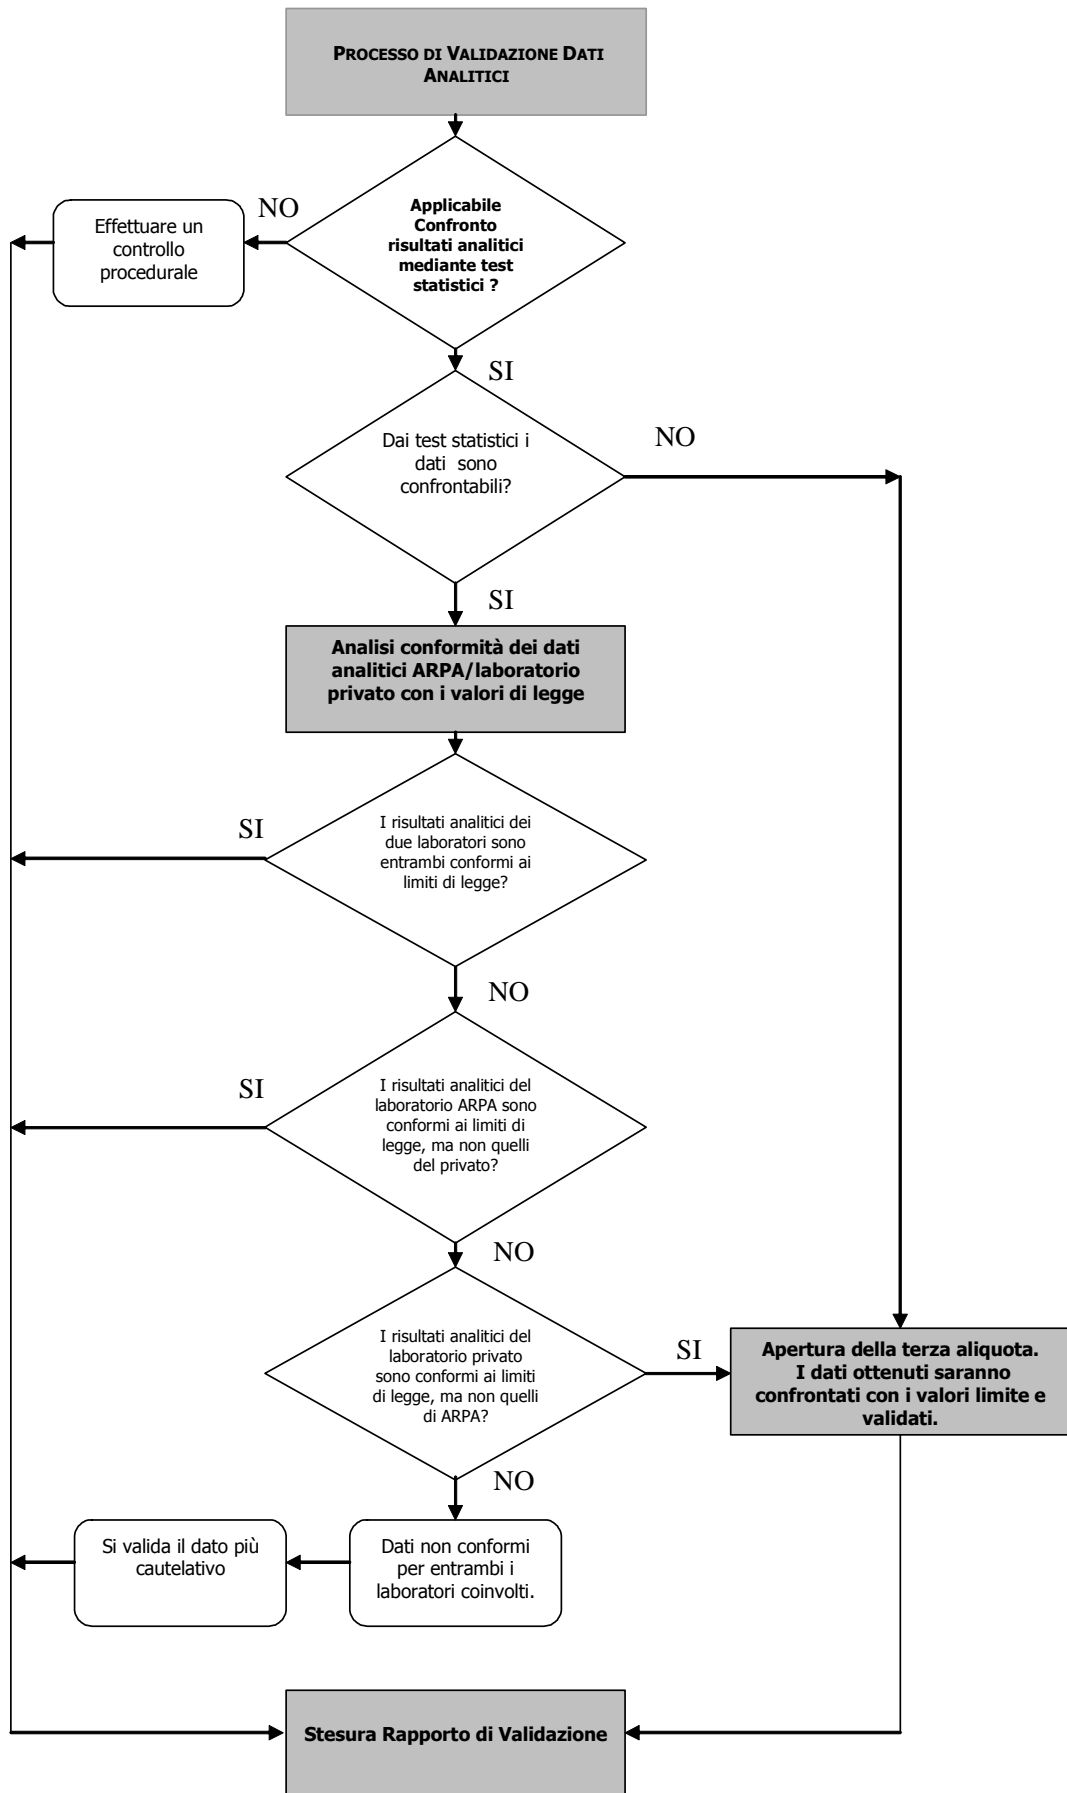 PROCESSO DI VALIDAZIONE DATI
ANALITICI
NO
Effettuare un
controllo
procedurale
Applicabile
Confronto
risultati analitici
mediante test
statistici ?
SI
Dai test statistici i
dati sono
confrontabili?
NO
SI
Analisi conformità dei dati
analitici ARPA/laboratorio
privato con i valori di legge
SI
I risultati analitici dei
due laboratori sono
entrambi conformi ai
limiti di legge?
NO
SI
I risultati analitici del
laboratorio ARPA sono
conformi ai limiti di
legge, ma non quelli
del privato?
NO
I risultati analitici del
laboratorio privato
sono conformi ai limiti
di legge, ma non quelli
di ARPA?
SI
Apertura della terza aliquota.
I dati ottenuti saranno
confrontati con i valori limite e
validati.
NO
Si valida il dato più
cautelativo
Dati non conformi
per entrambi i
laboratori coinvolti.
Stesura Rapporto di Validazione